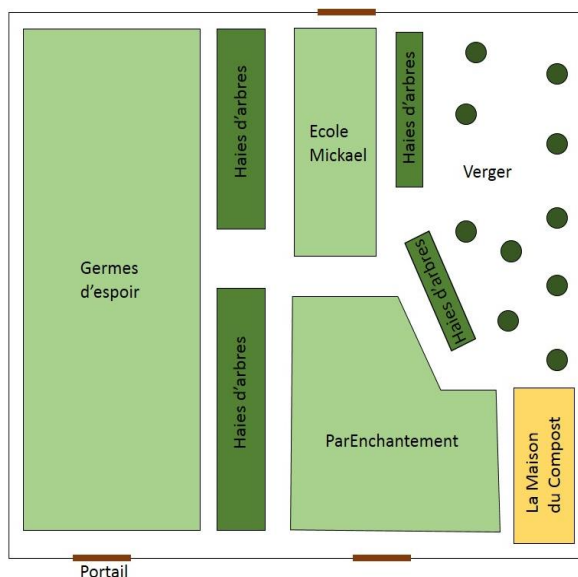 Haies d'arbres
Ecole
Mickael
Haies d'arbres
Verger
Germes
d'espoir
Haies d'arbres
Haies d'arbres
ParEnchantement
La Maison
du Compost
Portail